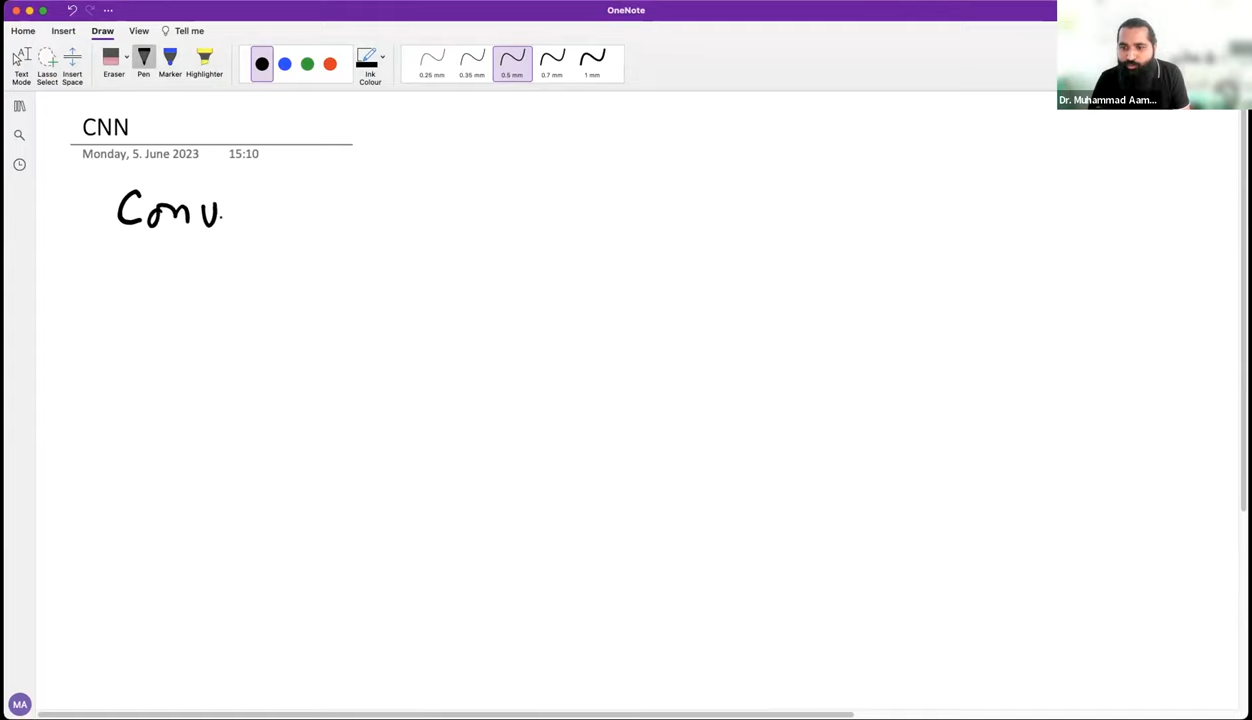 OneNote
Home Insert Draw View Tell me
Text Mode Lasso Select Insert Space Eraser Pen Marker Highlighter Ink Colour 0.25 mm 0.35 mm 0.5 mm 0.7 mm 1 mm
Dr. Muhammad Aam...
CNN
Monday, 5. June 2023 15:10
Conv
MA